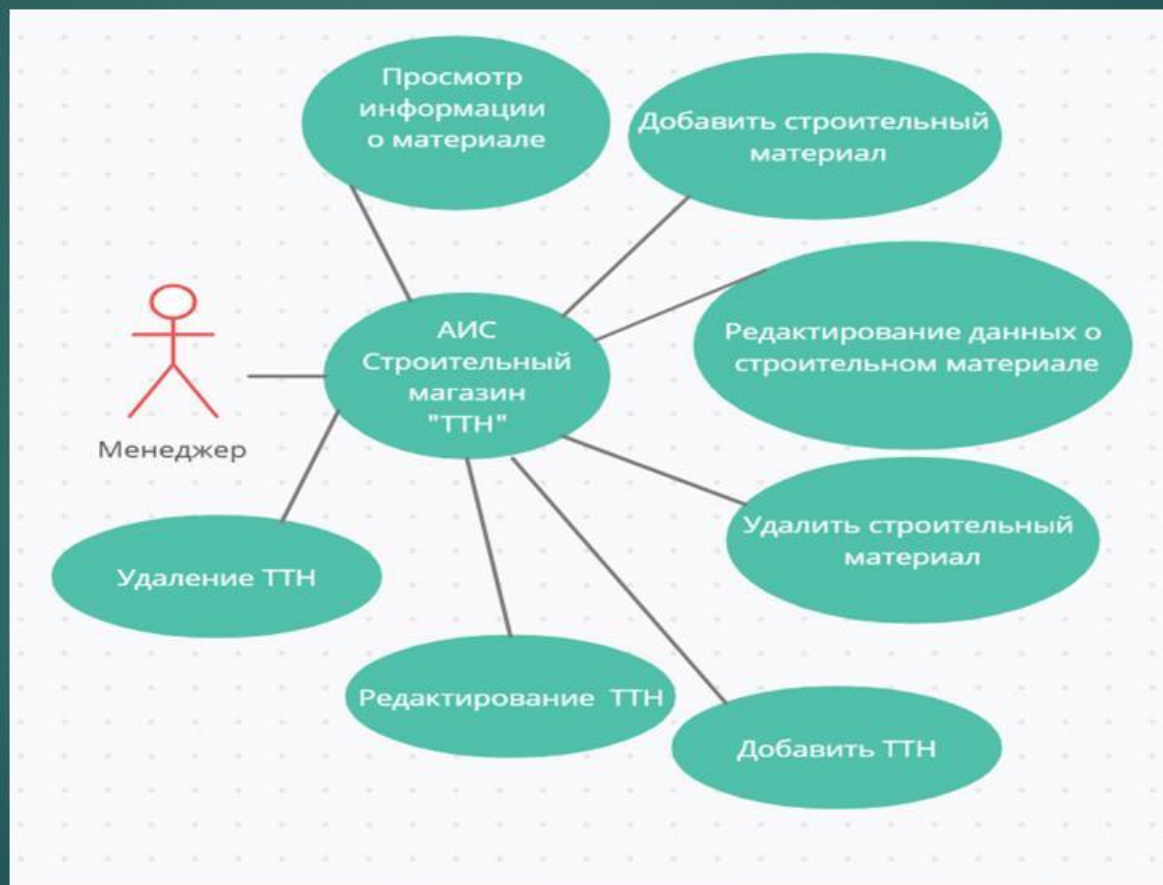 Просмотр
информации
о материале
Добавить строительный
материал
АИС
Строительный
магазин
"ТТН"
Редактирование данных о
строительном материале
Менеджер
Удалить строительный
материал
Удаление ТТН
Редактирование ТТН
Добавить ТТН